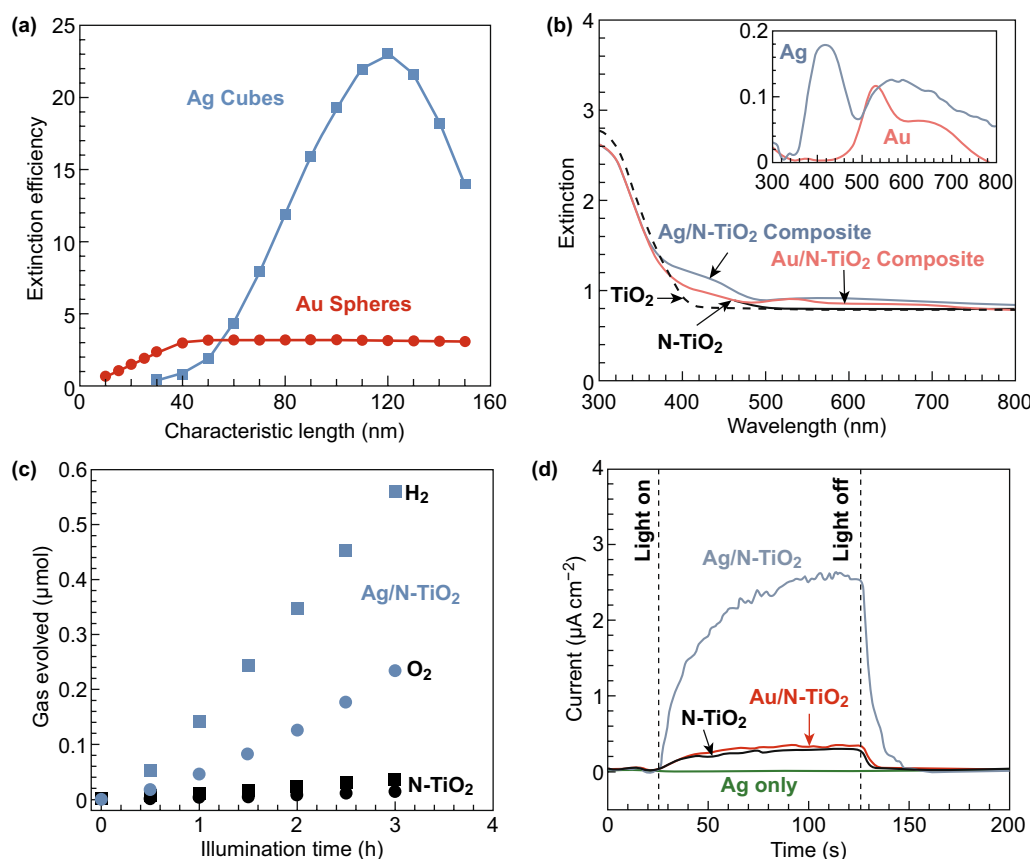 (a)
25
20
15
10
5
0
0
40
80
120
160
Extinction efficiency
Characteristic length (nm)
Ag Cubes
Au Spheres
(b)
4
3
2
1
0
300
400
500
600
700
800
Extinction
Wavelength (nm)
0.2
0.1
0
300 400 500 600 700 800
Ag
Au
Ag/N-TiO₂ Composite
Au/N-TiO₂ Composite
TiO₂
N-TiO₂
(c)
0.6
0.5
0.4
0.3
0.2
0.1
0
0
1
2
3
4
Gas evolved (µmol)
Illumination time (h)
H₂
Ag/N-TiO₂
O₂
N-TiO₂
(d)
4
3
2
1
0
0
50
100
150
200
Current (µA cm⁻²)
Time (s)
Light on
Light off
Ag/N-TiO₂
Au/N-TiO₂
N-TiO₂
Ag only